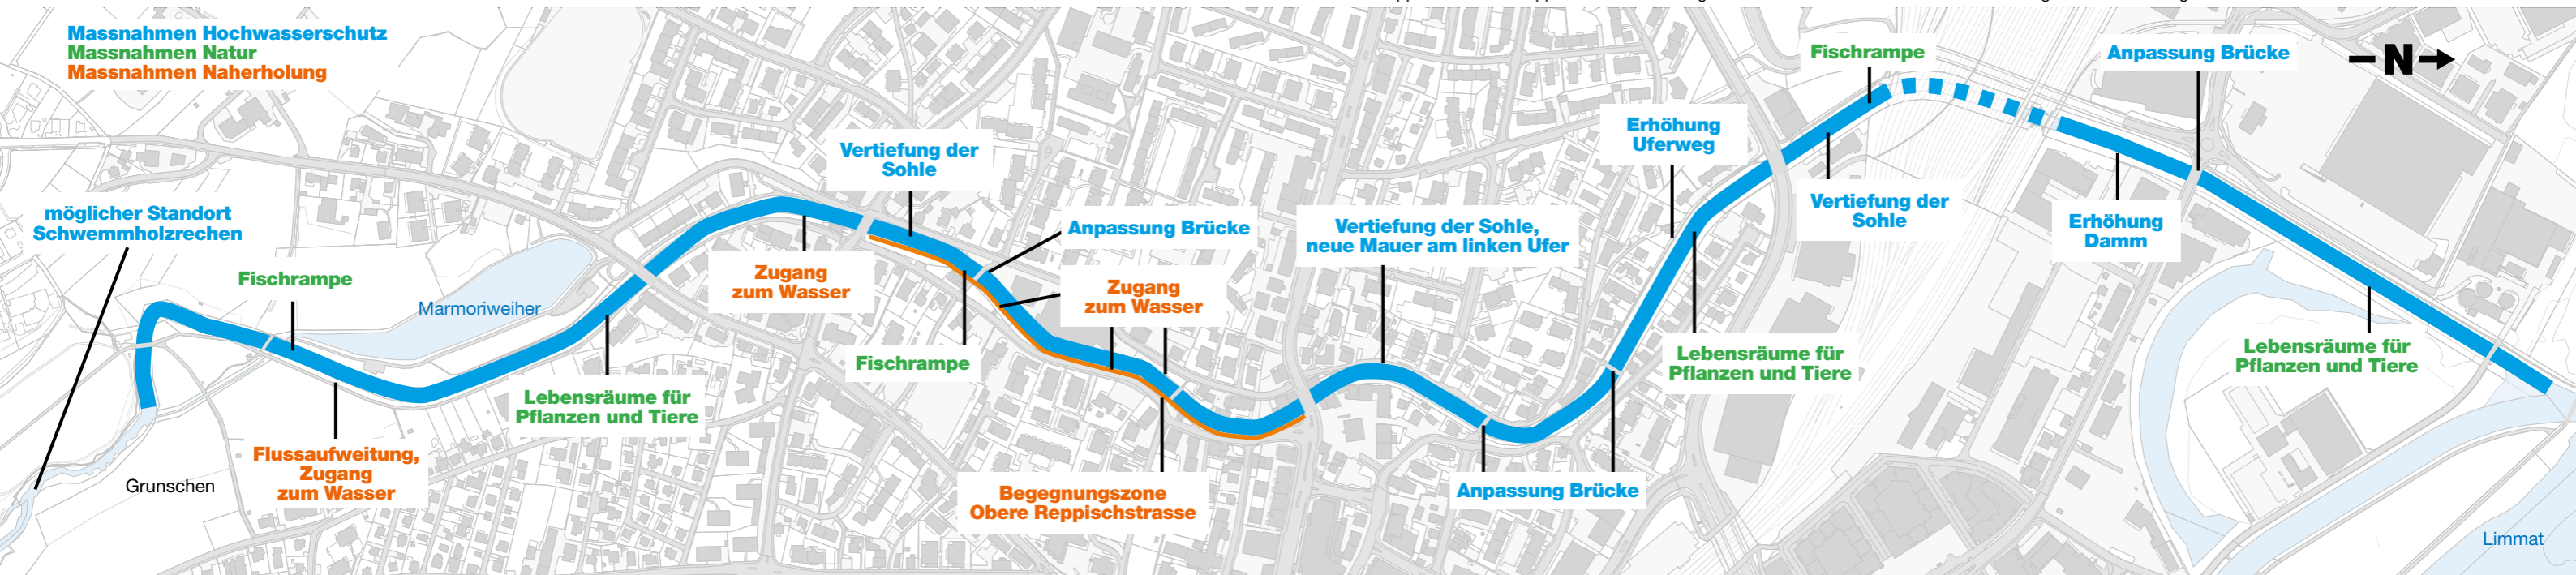 Massnahmen Hochwasserschutz
Massnahmen Natur
Massnahmen Naherholung
möglicher Standort
Schwemmholzrechen
Fischrampe
Marmoriweiher
Grunschen
Flussaufweitung,
Zugang
zum Wasser
Lebensräume für
Pflanzen und Tiere
Zugang
zum Wasser
Vertiefung der
Sohle
Fischrampe
Anpassung Brücke
Zugang
zum Wasser
Begegnungszone
Obere Reppischstrasse
Vertiefung der Sohle,
neue Mauer am linken Ufer
Anpassung Brücke
Erhöhung
Uferweg
Lebensräume für
Pflanzen und Tiere
Fischrampe
Vertiefung der
Sohle
Erhöhung
Damm
Anpassung Brücke
N
Lebensräume für
Pflanzen und Tiere
Limmat